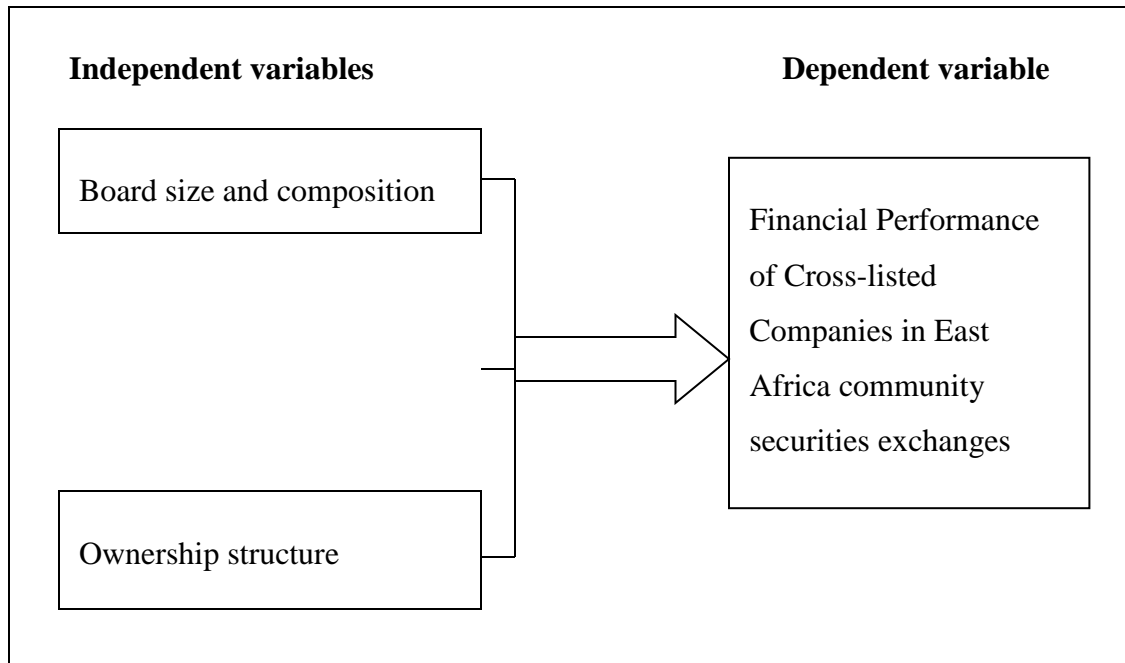 Independent variables
Dependent variable
Board size and composition
Ownership structure
Financial Performance
of Cross-listed
Companies in East
Africa community
securities exchanges